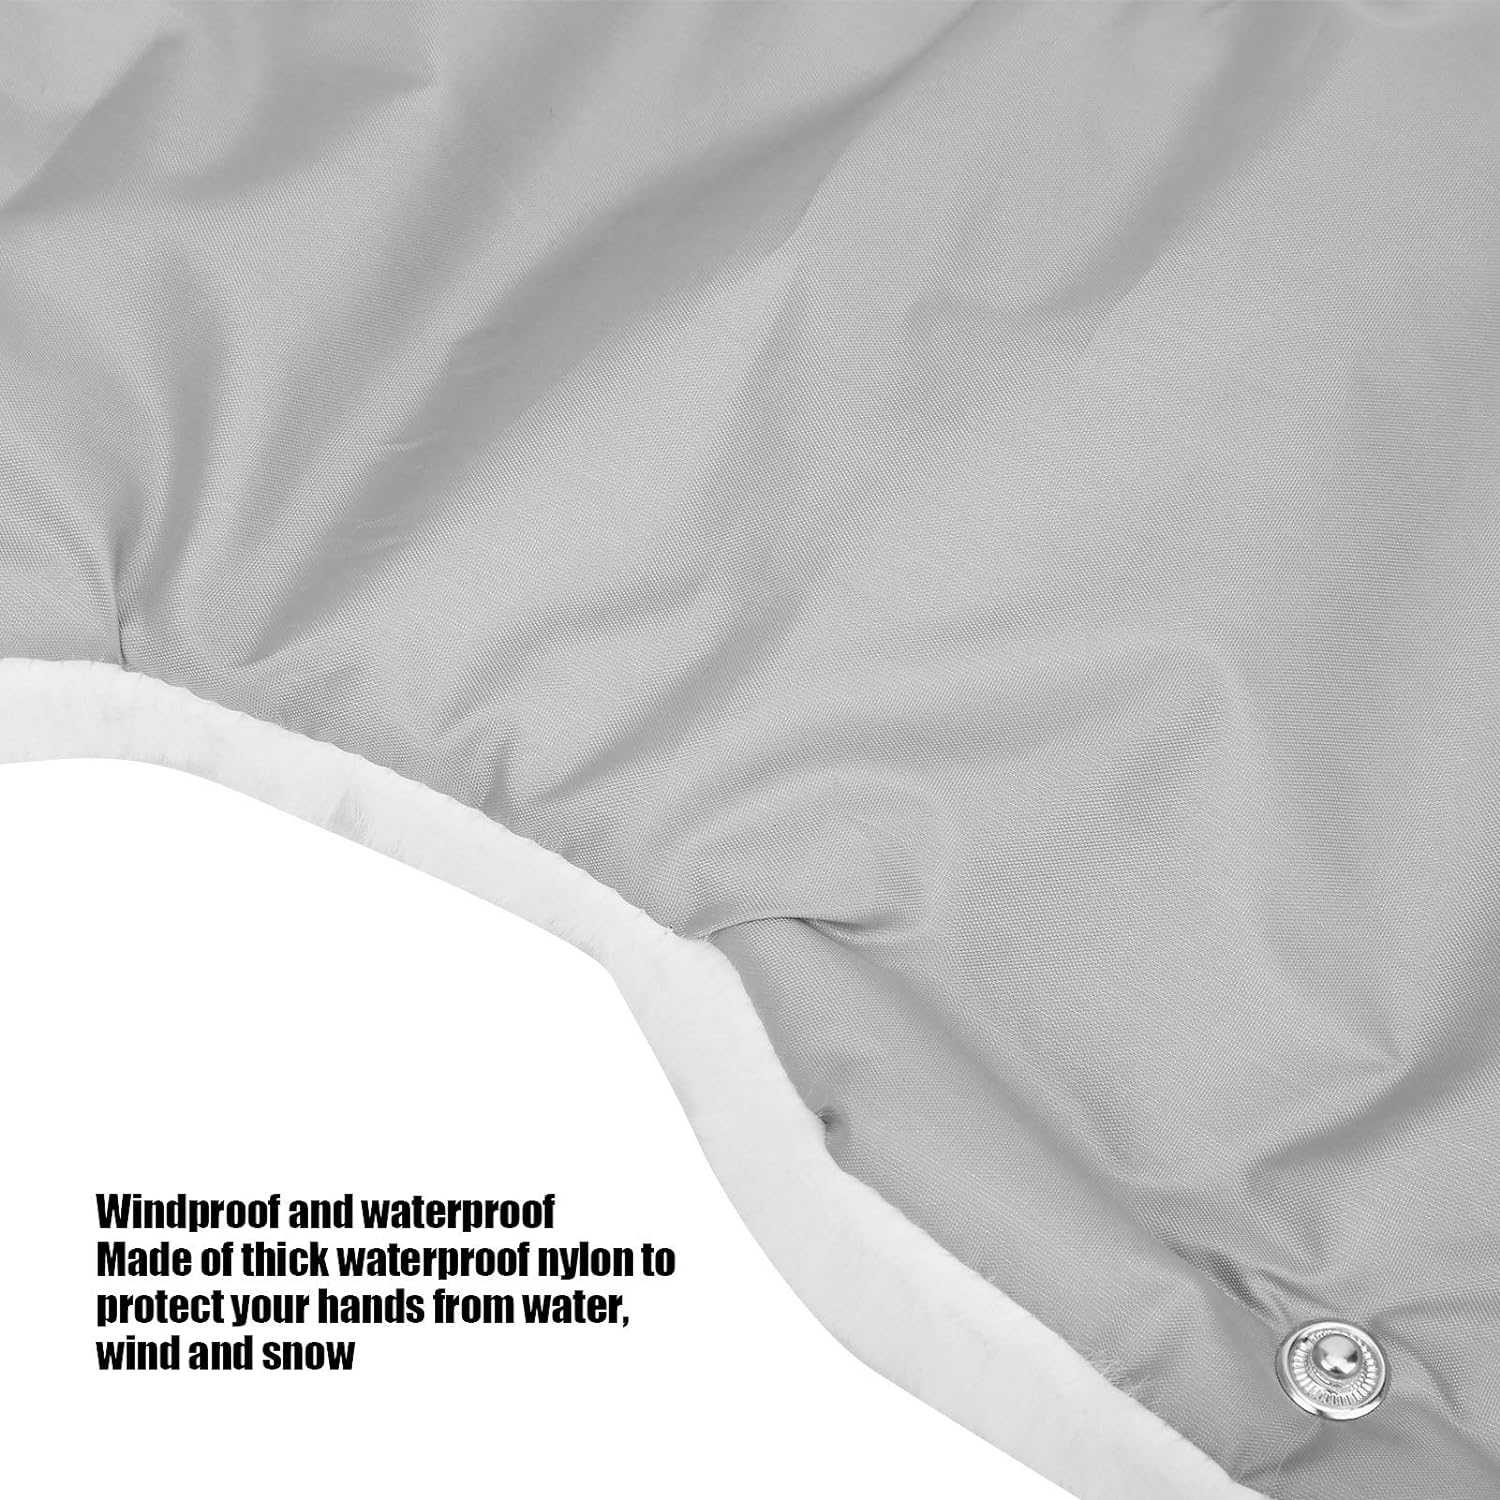 Windproof and waterproof
Made of thick waterproof nylon to
protect your hands from water,
wind and snow